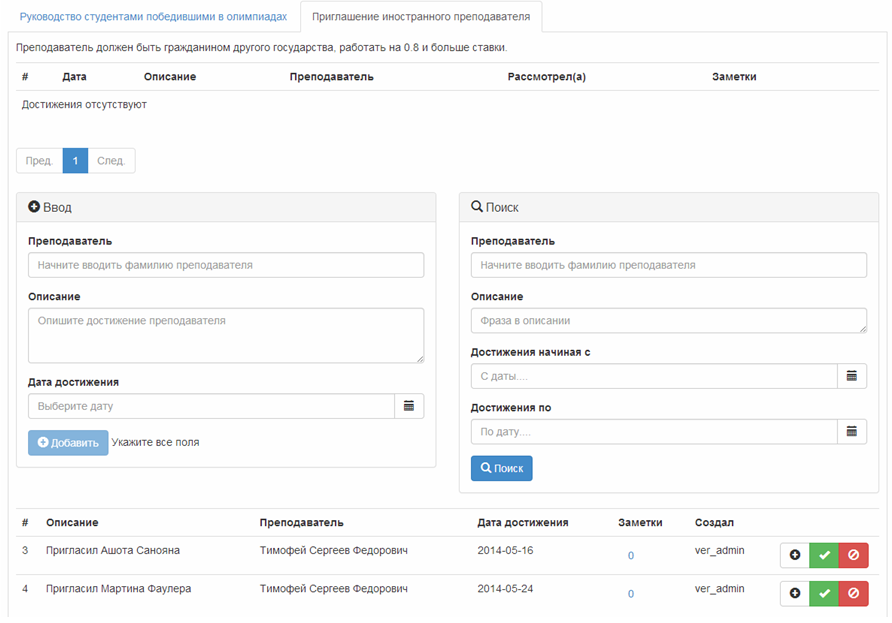 Руководство студентами победившими в олимпиадах Приглашение иностранного преподавателя
Преподаватель должен быть гражданином другого государства, работать на 0.8 и больше ставки.
# Дата Описание Преподаватель Рассмотрел(а) Заметки
Достижения отсутствуют
Пред. 1 След.
Ввод
Преподаватель
Начните вводить фамилию преподавателя
Описание
Опишите достижение преподавателя
Дата достижения
Выберите дату
Добавить Укажите все поля
Поиск
Преподаватель
Начните вводить фамилию преподавателя
Описание
Фраза в описании
Достижения начиная с
С даты....
Достижения по
По дату....
Поиск
# Описание Преподаватель Дата достижения Заметки Создал
3 Пригласил Ашота Санояна Тимофей Сергеев Федорович 2014-05-16 0 ver_admin
4 Пригласил Мартина Фаулера Тимофей Сергеев Федорович 2014-05-24 0 ver_admin